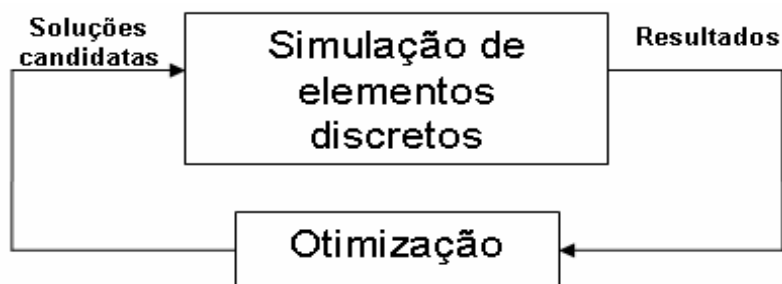 Soluções
candidatas
Simulação de
elementos
discretos
Resultados
Otimização